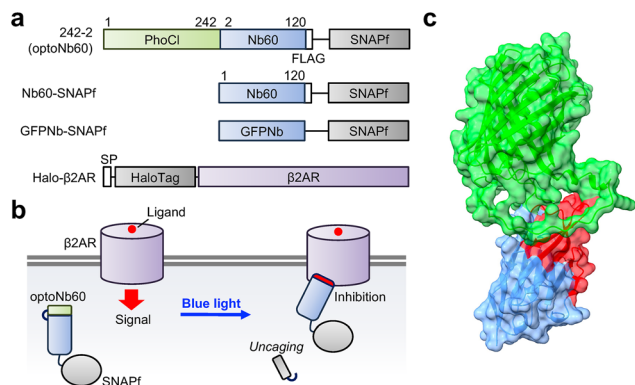 a
1 242 2 120
242-2 PhoCl Nb60 SNAPf
(optoNb60)
FLAG
1 120
Nb60-SNAPf Nb60 SNAPf
GFPNb-SNAPf GFPNb SNAPf
SP
Halo-β2AR HaloTag β2AR
b
Ligand
β2AR
optoNb60
Signal
Blue light
Inhibition
Uncaging
SNAPf
c